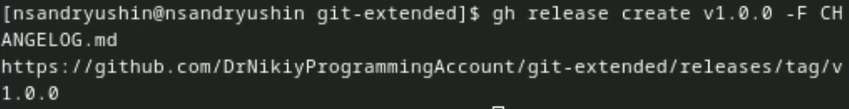 [nsandryushin@nsandryushin git-extended]$ gh release create v1.0.0 -F CH
ANGELOG.md
https://github.com/DrNikiyProgrammingAccount/git-extended/releases/tag/v
1.0.0